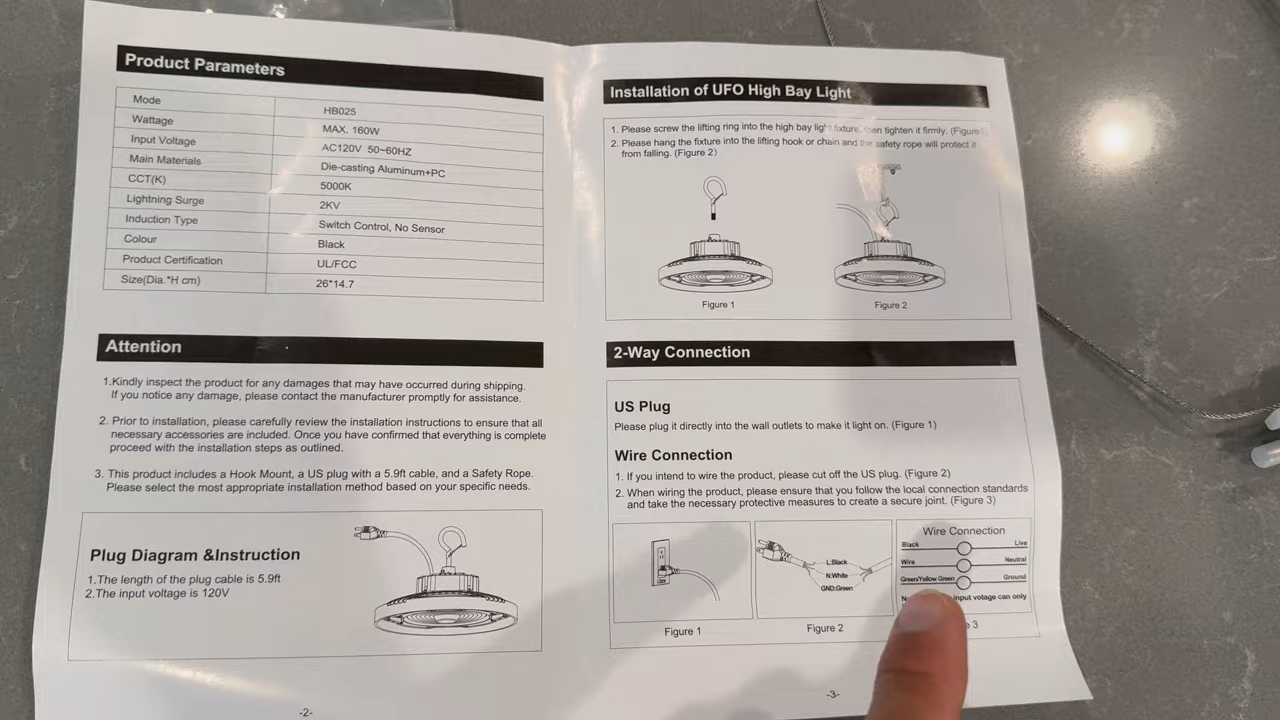 Product Parameters
Mode HB025
Wattage MAX. 160W
Input Voltage AC120V 50~60HZ
Main Materials Die-casting Aluminum+PC
CCT(K) 5000K
Lightning Surge 2KV
Induction Type Switch Control, No Sensor
Colour Black
Product Certification UL/FCC
Size(Dia.*H cm) 26*14.7
Attention
1.Kindly inspect the product for any damages that may have occurred during shipping.
If you notice any damage, please contact the manufacturer promptly for assistance.
2. Prior to installation, please carefully review the installation instructions to ensure that all
necessary accessories are included. Once you have confirmed that everything is complete
proceed with the installation steps as outlined.
3. This product includes a Hook Mount, a US plug with a 5.9ft cable, and a Safety Rope.
Please select the most appropriate installation method based on your specific needs.
Plug Diagram &Instruction
1.The length of the plug cable is 5.9ft
2.The input voltage is 120V
-2-
Installation of UFO High Bay Light
1. Please screw the lifting ring into the high bay light fixture, then tighten it firmly. (Figure1)
2. Please hang the fixture into the lifting hook or chain and the safety rope will protect it
from falling. (Figure 2)
Figure 1
Figure 2
2-Way Connection
US Plug
Please plug it directly into the wall outlets to make it light on. (Figure 1)
Wire Connection
1. If you intend to wire the product, please cut off the US plug. (Figure 2)
2. When wiring the product, please ensure that you follow the local connection standards
and take the necessary protective measures to create a secure joint. (Figure 3)
120V
Figure 1
L:Black
N:White
GND:Green
Figure 2
Wire Connection
Black Live
Wire Neutral
Green/Yellow Green Ground
input votage can only
3
-3-